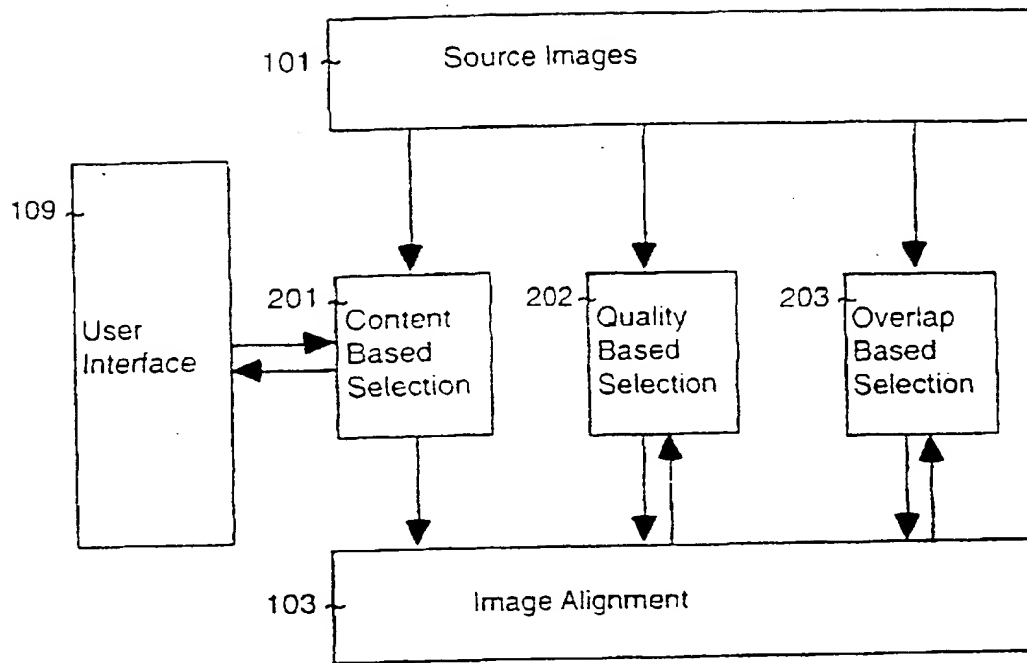 101 Source Images
109
User
Interface
201
Content
Based
Selection
202
Quality
Based
Selection
203
Overlap
Based
Selection
103 Image Alignment